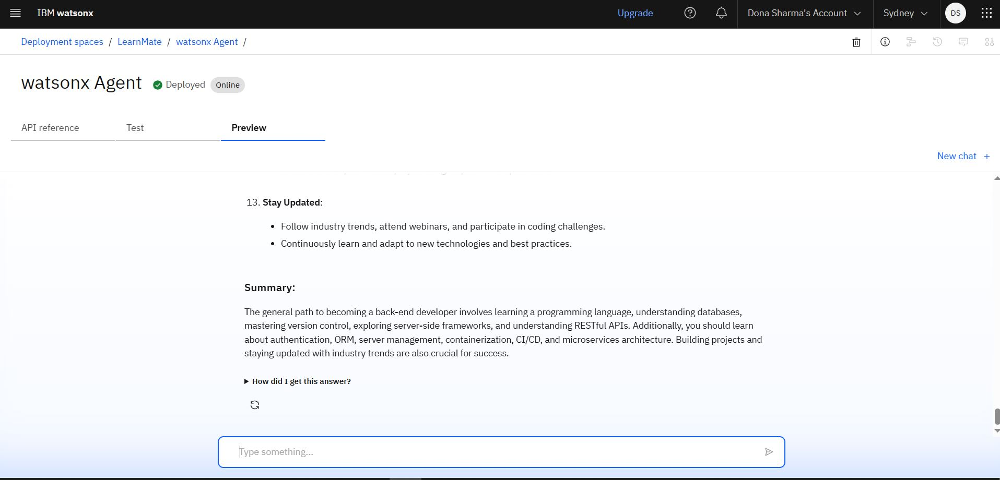 IBM watsonx
Upgrade
Dona Sharma's Account
Sydney
DS
Deployment spaces / LearnMate / watsonx Agent /
watsonx Agent
Deployed
Online
API reference
Test
Preview
New chat +
13. Stay Updated:
• Follow industry trends, attend webinars, and participate in coding challenges.
• Continuously learn and adapt to new technologies and best practices.
Summary:
The general path to becoming a back-end developer involves learning a programming language, understanding databases,
mastering version control, exploring server-side frameworks, and understanding RESTful APIs. Additionally, you should learn
about authentication, ORM, server management, containerization, CI/CD, and microservices architecture. Building projects and
staying updated with industry trends are also crucial for success.
How did I get this answer?
Type something...